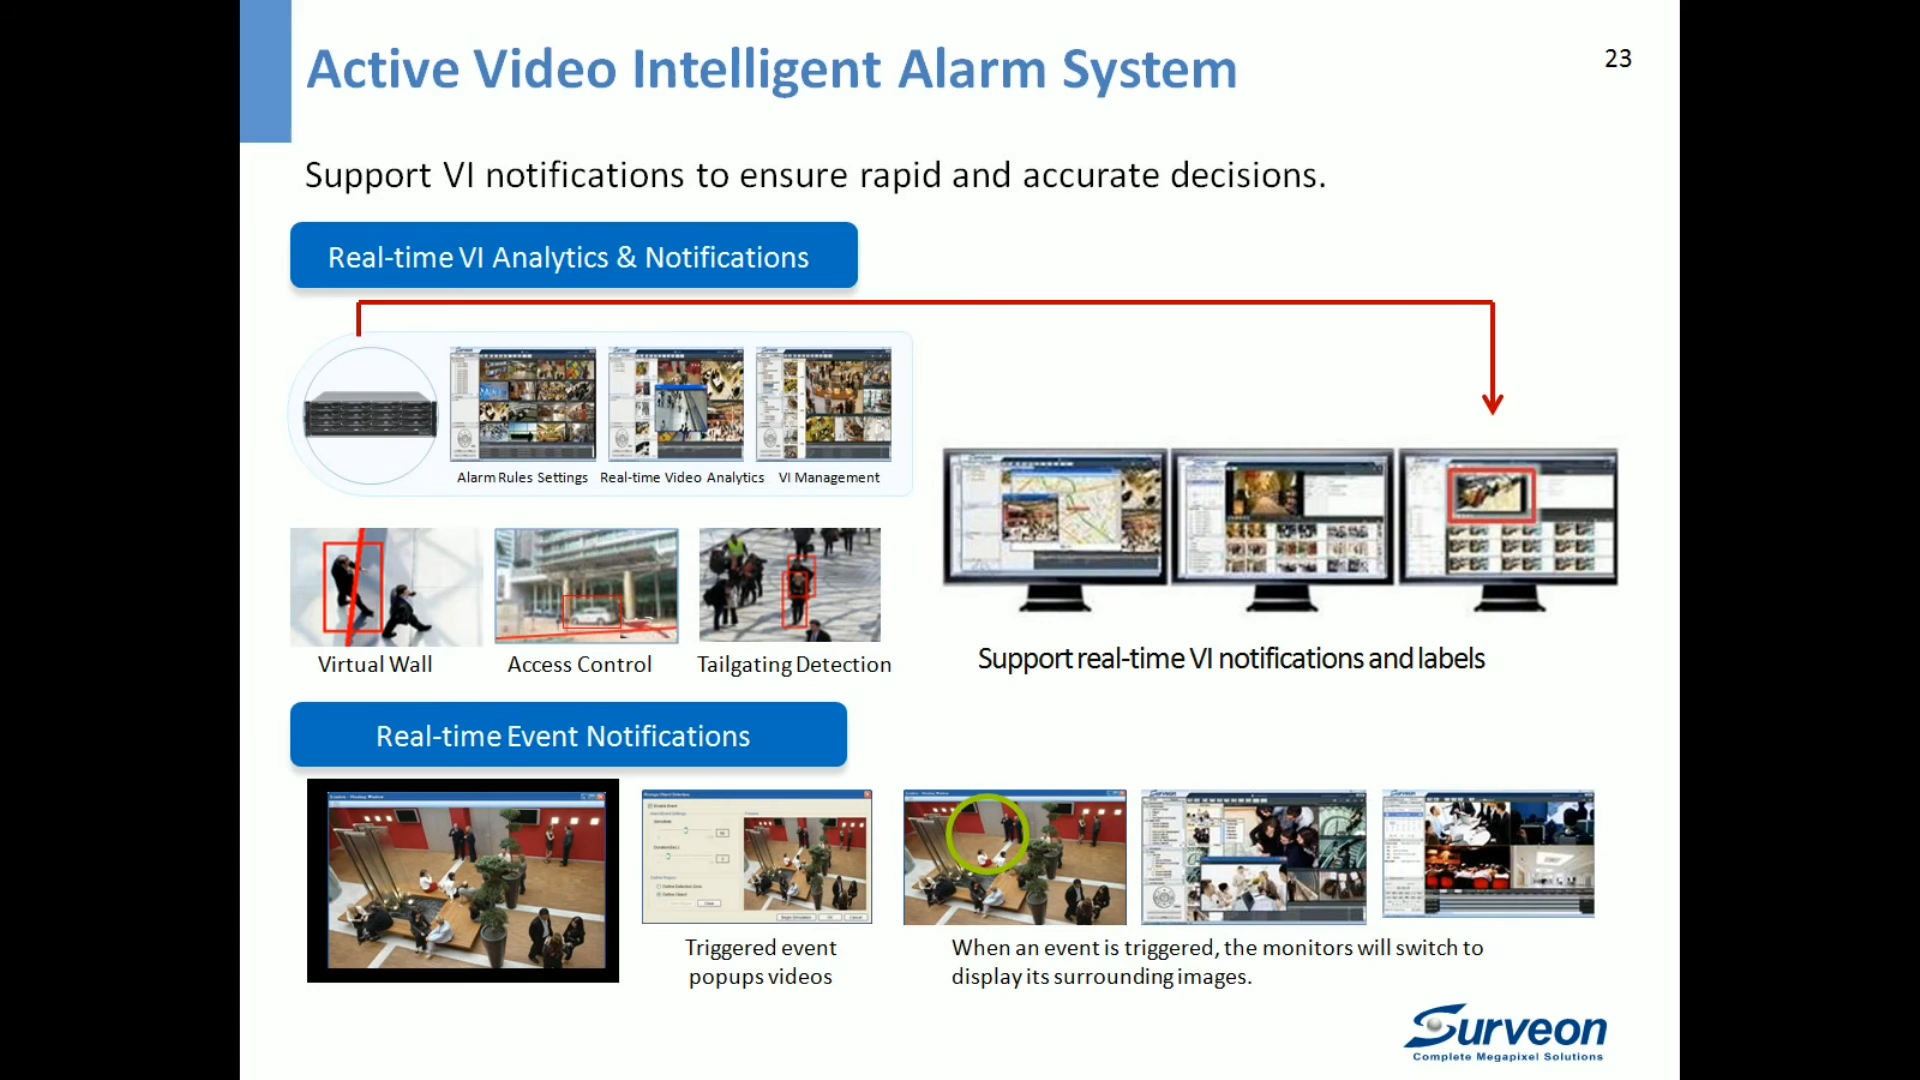 Active Video Intelligent Alarm System
23
Support VI notifications to ensure rapid and accurate decisions.
Real-time VI Analytics & Notifications
Alarm Rules Settings
Real-time Video Analytics
VI Management
Virtual Wall
Access Control
Tailgating Detection
Support real-time VI notifications and labels
Real-time Event Notifications
Triggered event
popups videos
When an event is triggered, the monitors will switch to
display its surrounding images.
Surveon
Complete Megapixel Solutions